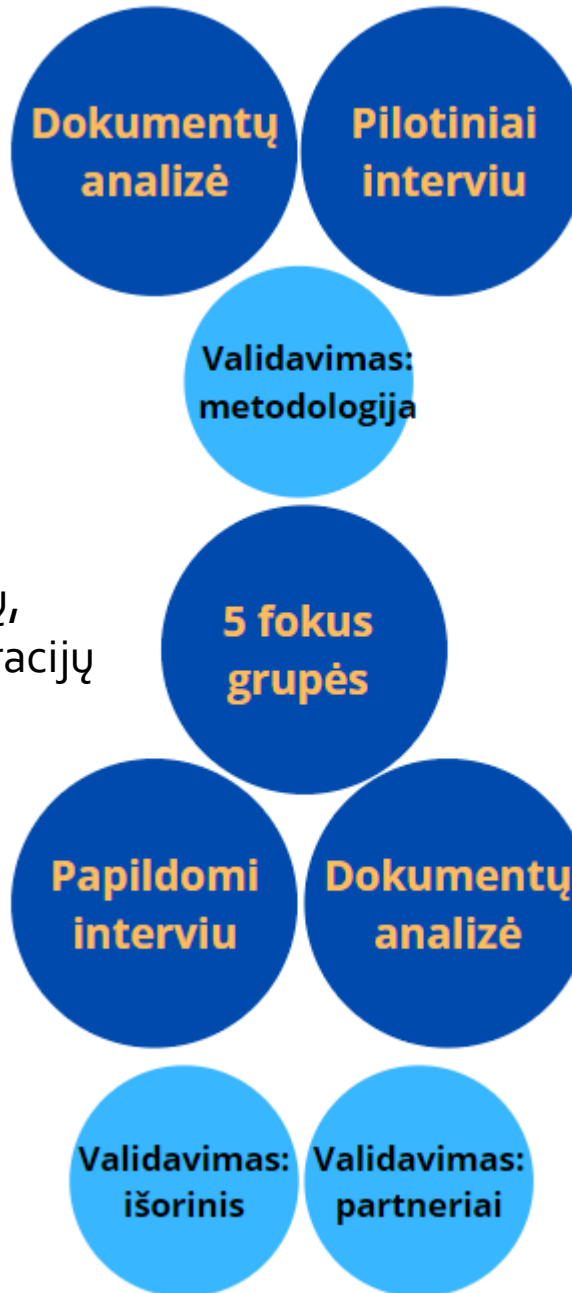 Dokumentų
analizė
Pilotiniai
interviu
Validavimas:
metodologija
5 fokus
grupės
Papildomi
interviu
Dokumentų
analizė
Validavimas:
išorinis
Validavimas:
partneriai